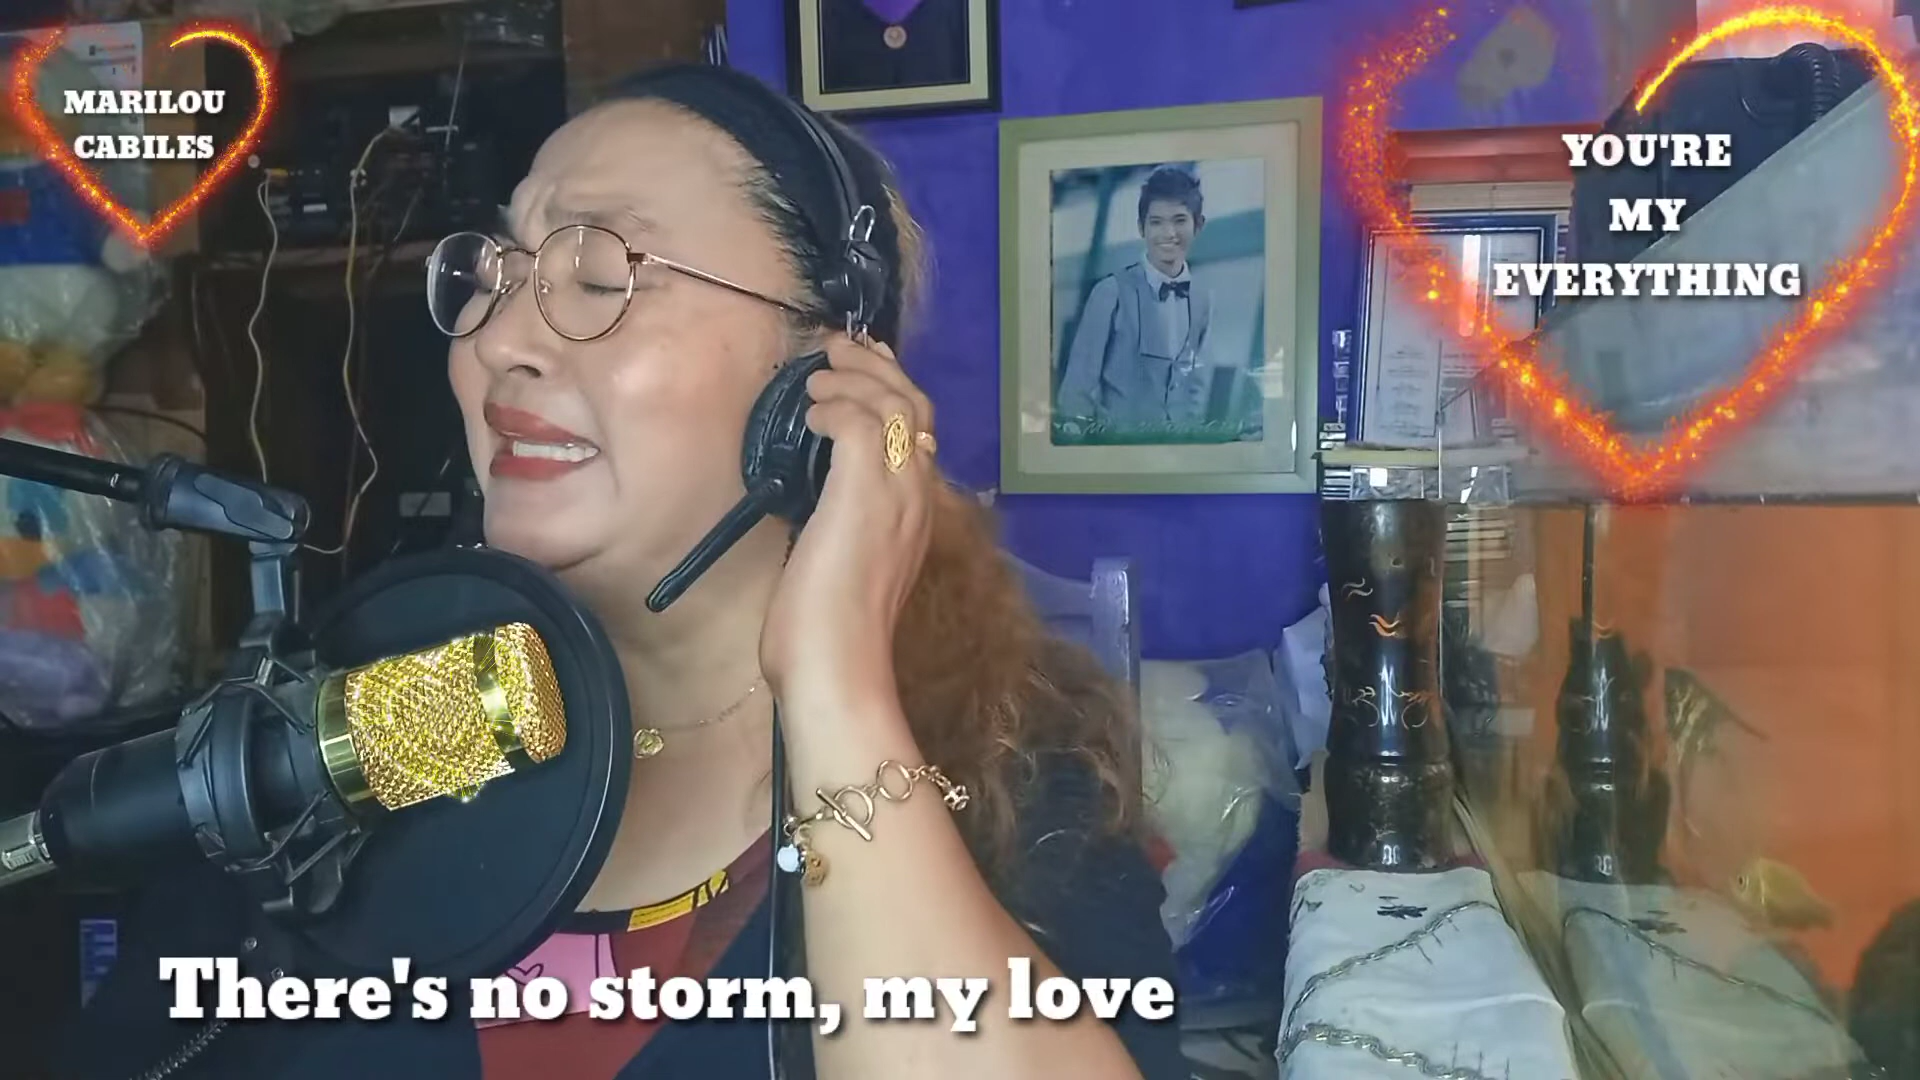 MARILOU
CABILES
YOU'RE
MY
EVERYTHING
There's no storm, my love